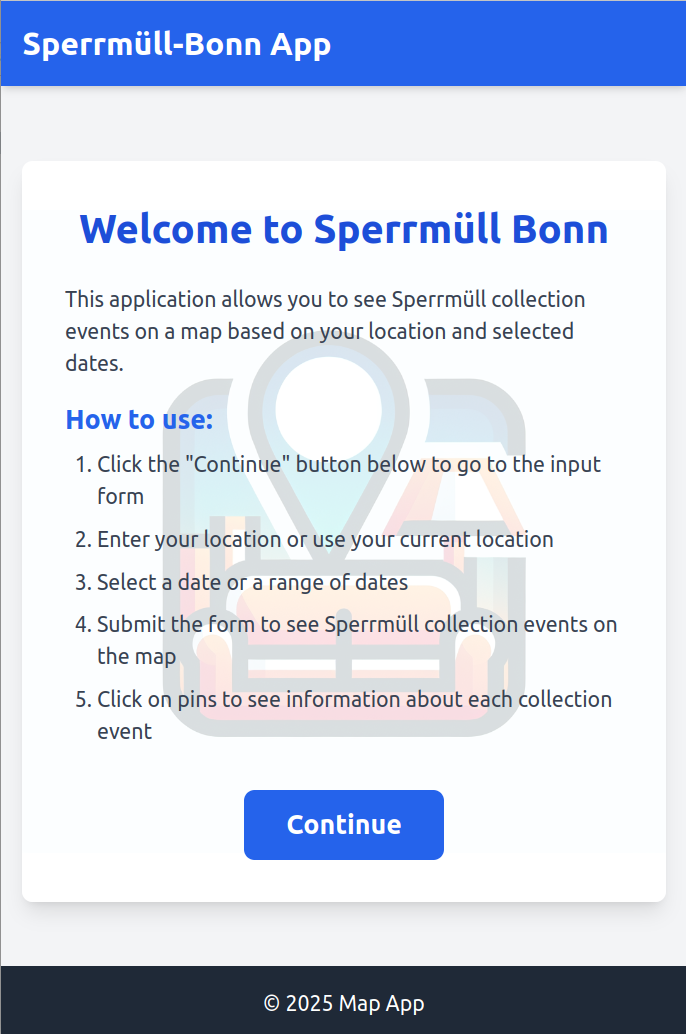 Sperrmüll-Bonn App
Welcome to Sperrmüll Bonn
This application allows you to see Sperrmüll collection
events on a map based on your location and selected
dates.
How to use:
1. Click the "Continue" button below to go to the input
form
2. Enter your location or use your current location
3. Select a date or a range of dates
4. Submit the form to see Sperrmüll collection events on
the map
5. Click on pins to see information about each collection
event
Continue
© 2025 Map App